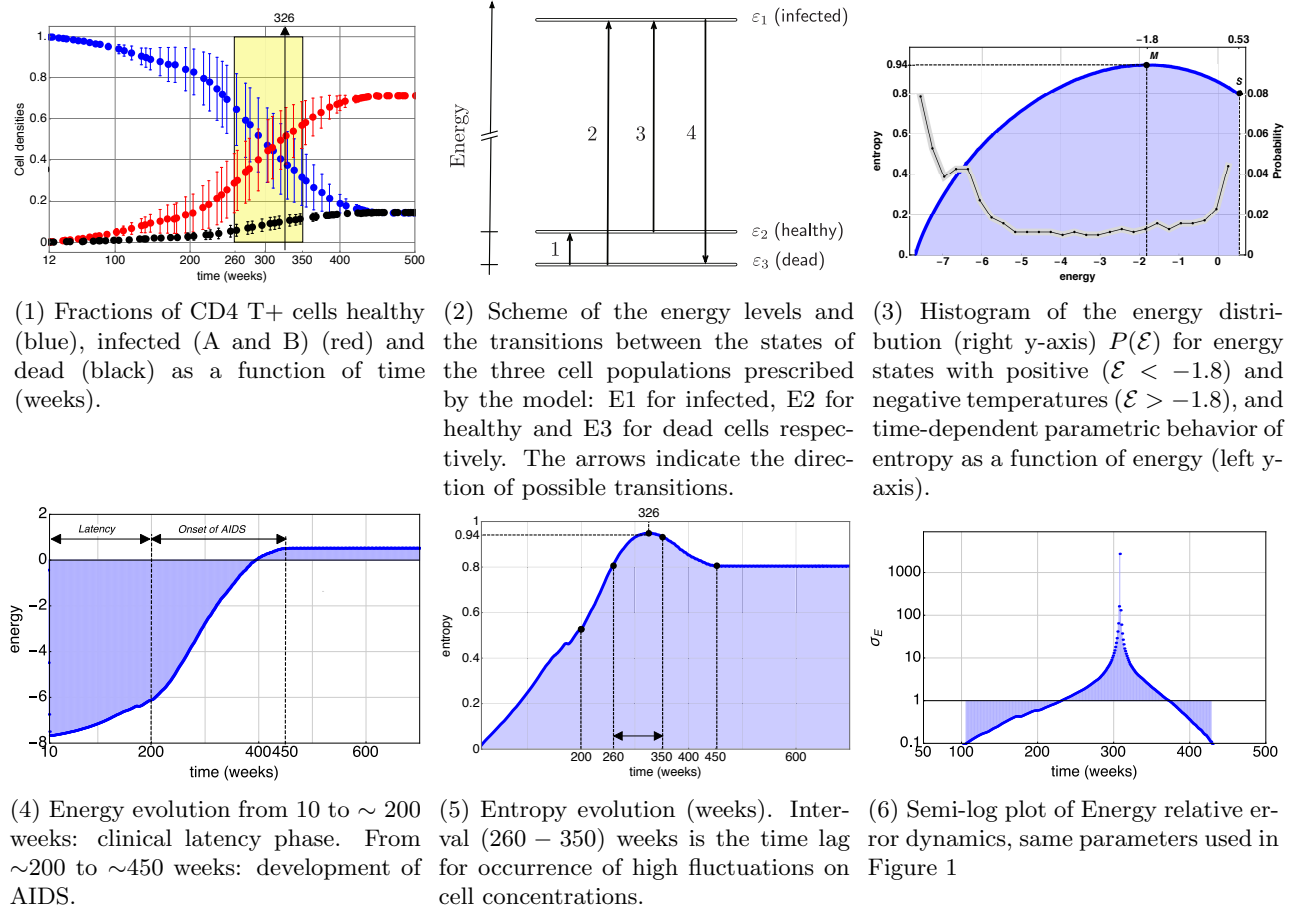 326
1.
0.8
0.6
0.4
0.2
0
Cell densities
12
100
200
300
400
500
time (weeks)
(1) Fractions of CD4 T+ cells healthy
(blue), infected (A and B) (red) and
dead (black) as a function of time
(weeks).
Energy
ε1 (infected)
2
3
4
1
ε2 (healthy)
ε3 (dead)
(2) Scheme of the energy levels and
the transitions between the states of
the three cell populations prescribed
by the model: E1 for infected, E2 for
healthy and E3 for dead cells respec-
tively. The arrows indicate the direc-
tion of possible transitions.
-1.8
0.53
M
S
0.94
0.8
0.6
0.4
0.2
0.
entropy
0.08
0.06
0.04
0.02
0
Probability
-7
-6
-5
-4
-3
-2
-1
0
energy
(3) Histogram of the energy distri-
bution (right y-axis) P(ℰ) for energy
states with positive (ℰ < −1.8) and
negative temperatures (ℰ > −1.8), and
time-dependent parametric behavior of
entropy as a function of energy (left y-
axis).
2
0
−2
−4
−6
−8
energy
Latency
Onset of AIDS
10
200
400
450
600
time (weeks)
(4) Energy evolution from 10 to ∼ 200
weeks: clinical latency phase. From
∼200 to ∼450 weeks: development of
AIDS.
326
1
0.94
0.8
0.6
0.4
0.2
0
entropy
200
260
350
400
450
600
time (weeks)
(5) Entropy evolution (weeks). Inter-
val (260 − 350) weeks is the time lag
for occurrence of high fluctuations on
cell concentrations.
1000
100
10
1
0.1
σE
50
100
200
300
400
500
time (weeks)
(6) Semi-log plot of Energy relative er-
ror dynamics, same parameters used in
Figure 1